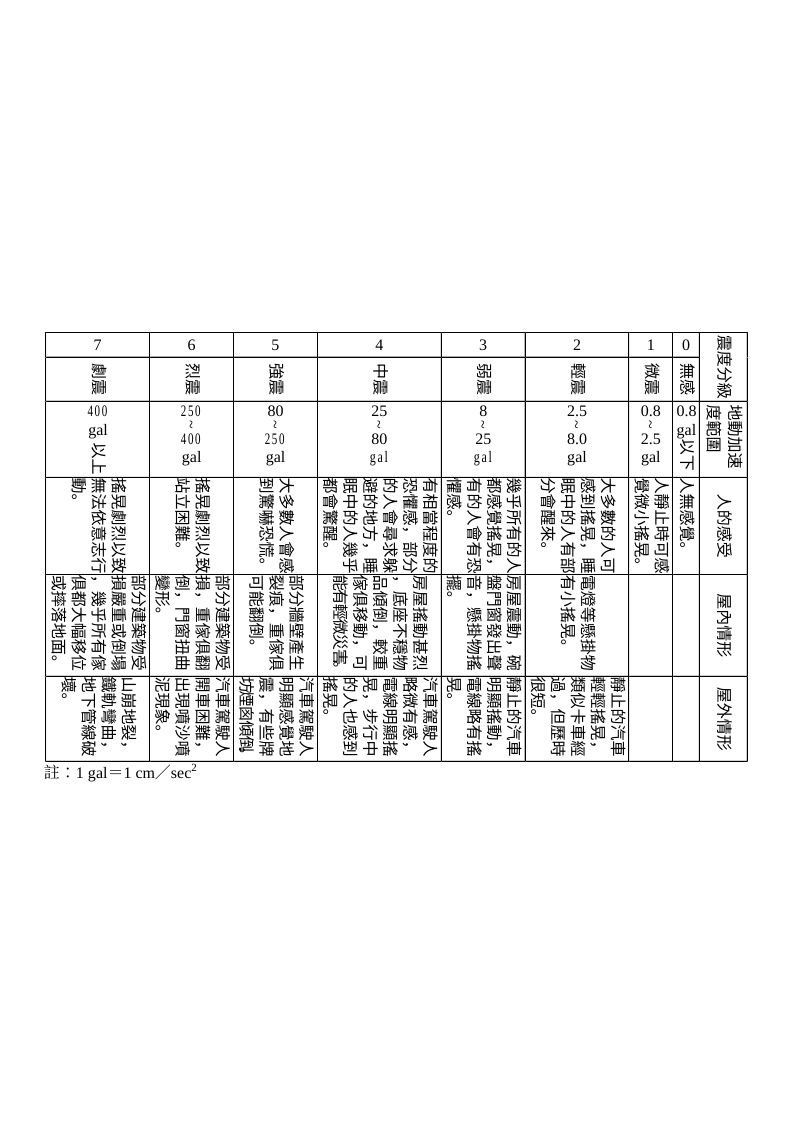 震度分級
地動加速
度範圍
人的感受
屋內情形
屋外情形
0
無感
0.8
gal以下
人無感覺。
1
微震
0.8
~
2.5
gal
人靜止時可感
覺微小搖晃。
2
輕震
2.5
~
8.0
gal
大多數的人可
感到搖晃，睡
眠中的人有部
分會醒來。
電燈等懸掛物
有小搖晃。
靜止的汽車
輕輕搖晃，
類似卡車經
過，但歷時
很短。
3
弱震
8
~
25
gal
幾乎所有的人
都感覺搖晃，
有的人會有恐
懼感。
房屋震動，碗
盤門窗發出聲
音，懸掛物搖
擺。
靜止的汽車
明顯搖動，
電線略有搖
晃。
4
中震
25
~
80
gal
有相當程度的
恐懼感，部分
的人會尋求躲
避的地方，睡
眠中的人幾乎
都會驚醒。
房屋搖動甚烈
，底座不穩物
品傾倒，較重
傢俱移動，可
能有輕微災害。
汽車駕駛人
略微有感，
電線明顯搖
晃，步行中
的人也感到
搖晃。
5
強震
80
~
250
gal
大多數人會感
到驚嚇恐慌。
部分牆壁產生
裂痕，重傢俱
可能翻倒。
汽車駕駛人
明顯感覺地
震，有些牌
坊煙囪傾倒。
6
烈震
250
~
400
gal
搖晃劇烈以致
站立困難。
部分建築物受
損，重傢俱翻
倒，門窗扭曲
變形。
汽車駕駛人
開車困難，
出現噴沙噴
泥現象。
7
劇震
400
gal
以上
搖晃劇烈以致
無法依意志行
動。
部分建築物受
損嚴重或倒塌
，幾乎所有傢
俱都大幅移位
或摔落地面。
山崩地裂，
鐵軌彎曲，
地下管線破
壞。
註：1 gal＝1 cm／sec²